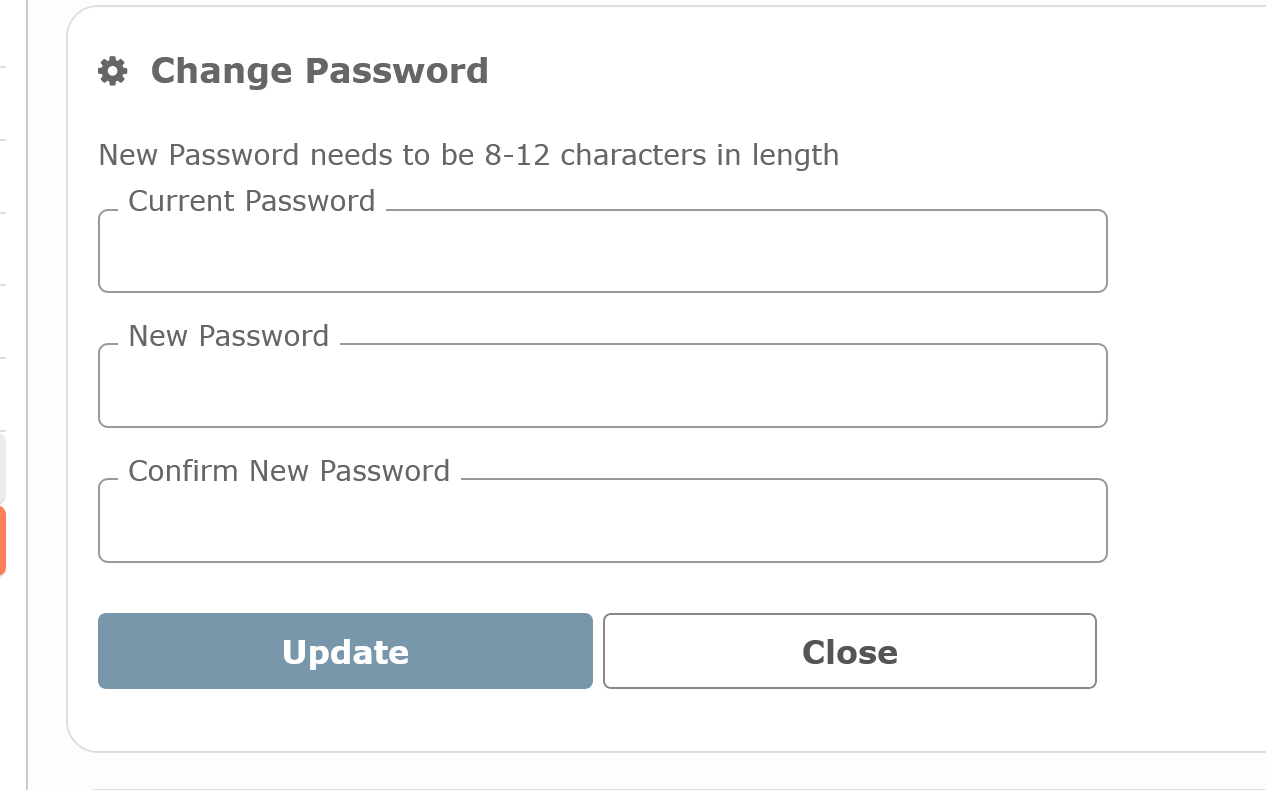 Change Password
New Password needs to be 8-12 characters in length
Current Password
New Password
Confirm New Password
Update
Close